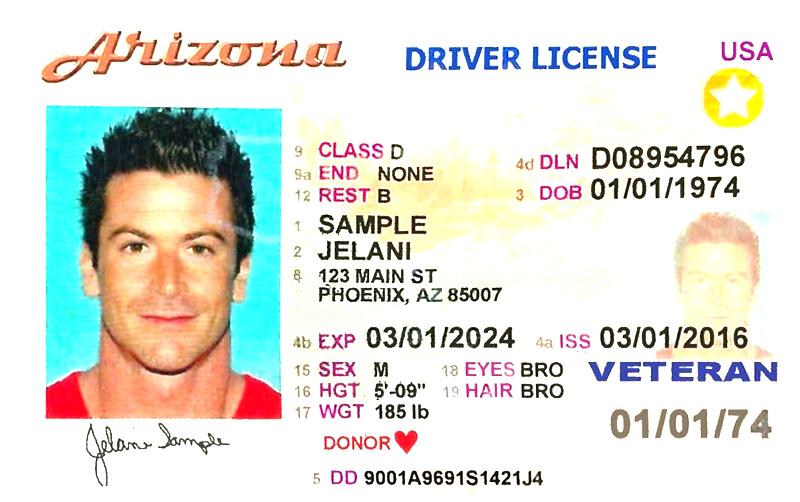 Arizona DRIVER LICENSE USA
9 CLASS D
4d DLN D08954796
9a END NONE
12 REST B
3 DOB 01/01/1974
1 SAMPLE
2 JELANI
8 123 MAIN ST
PHOENIX, AZ 85007
4b EXP 03/01/2024 4a ISS 03/01/2016
15 SEX M 18 EYES BRO
VETERAN
16 HGT 5'-09" 19 HAIR BRO
17 WGT 185 lb
01/01/74
Jelani Sample
DONOR
5 DD 9001A9691S1421J4